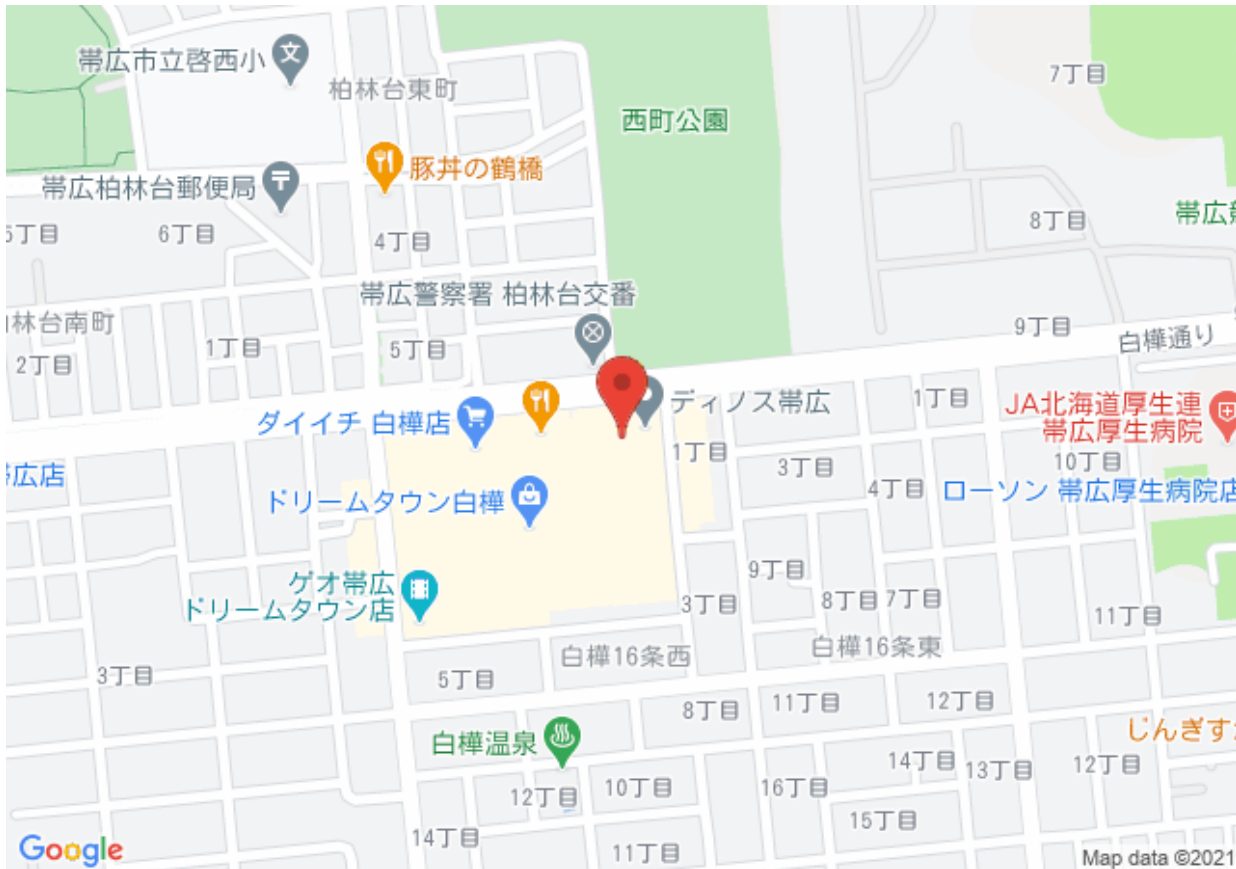 帯広市立啓西小
柏林台東町
7丁目
西町公園
豚丼の鶴橋
帯広柏林台郵便局
8丁目
帯広
5丁目
6丁目
4丁目
帯広警察署 柏林台交番
林台南町
9丁目
白樺通り
1丁目
5丁目
2丁目
ディノス帯広
1丁目
JA北海道厚生連
帯広厚生病院
ダイイチ 白樺店
1丁目
3丁目
10丁目
広店
4丁目
ローソン 帯広厚生病院店
ドリームタウン白樺
9丁目
ゲオ帯広
ドリームタウン店
3丁目
8丁目
7丁目
11丁目
白樺16条西
白樺16条東
3丁目
5丁目
8丁目
11丁目
12丁目
白樺温泉
じんぎす
14丁目
13丁目
12丁目
12丁目
10丁目
16丁目
15丁目
14丁目
11丁目
Google
Map data ©2021